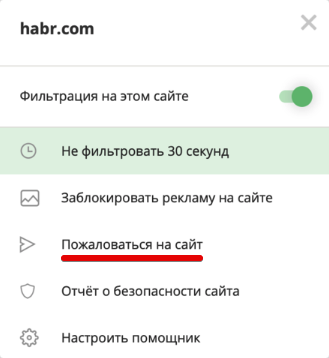 habr.com
Фильтрация на этом сайте
Не фильтровать 30 секунд
Заблокировать рекламу на сайте
Пожаловаться на сайт
Отчёт о безопасности сайта
Настроить помощник